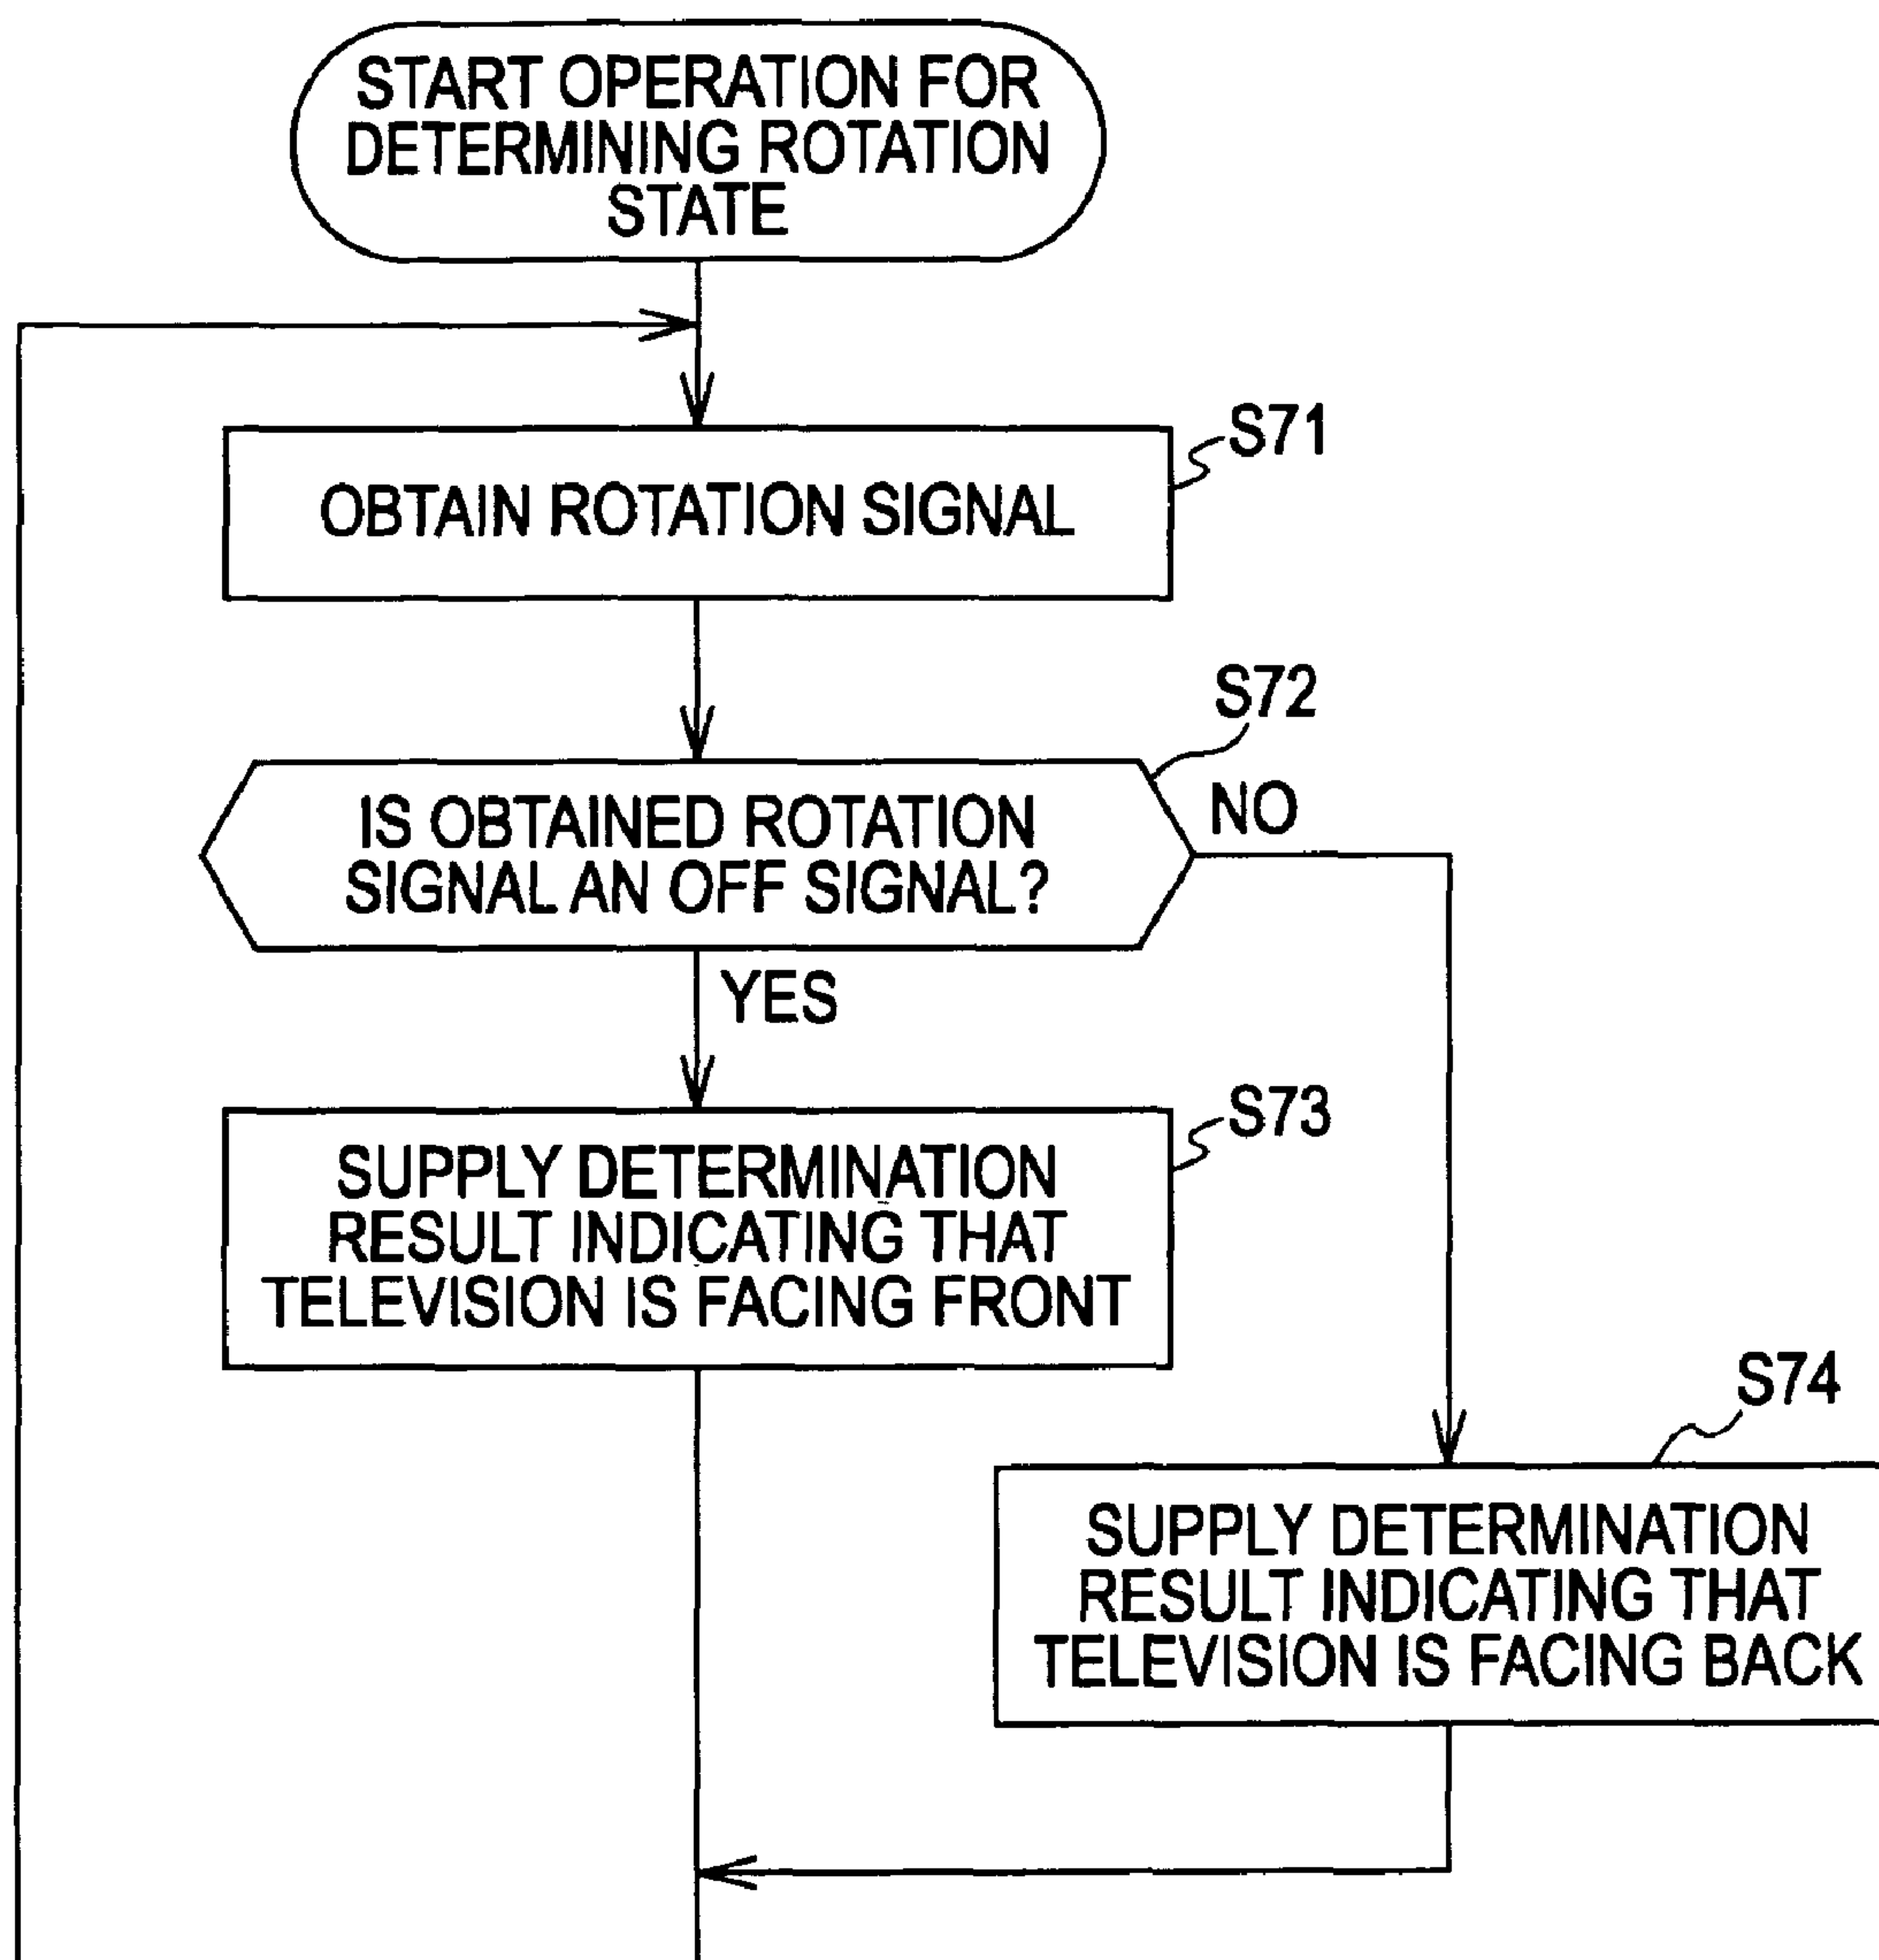 START OPERATION FOR
DETERMINING ROTATION
STATE
S71
OBTAIN ROTATION SIGNAL
S72
IS OBTAINED ROTATION
SIGNAL AN OFF SIGNAL?
NO
YES
S73
SUPPLY DETERMINATION
RESULT INDICATING THAT
TELEVISION IS FACING FRONT
S74
SUPPLY DETERMINATION
RESULT INDICATING THAT
TELEVISION IS FACING BACK